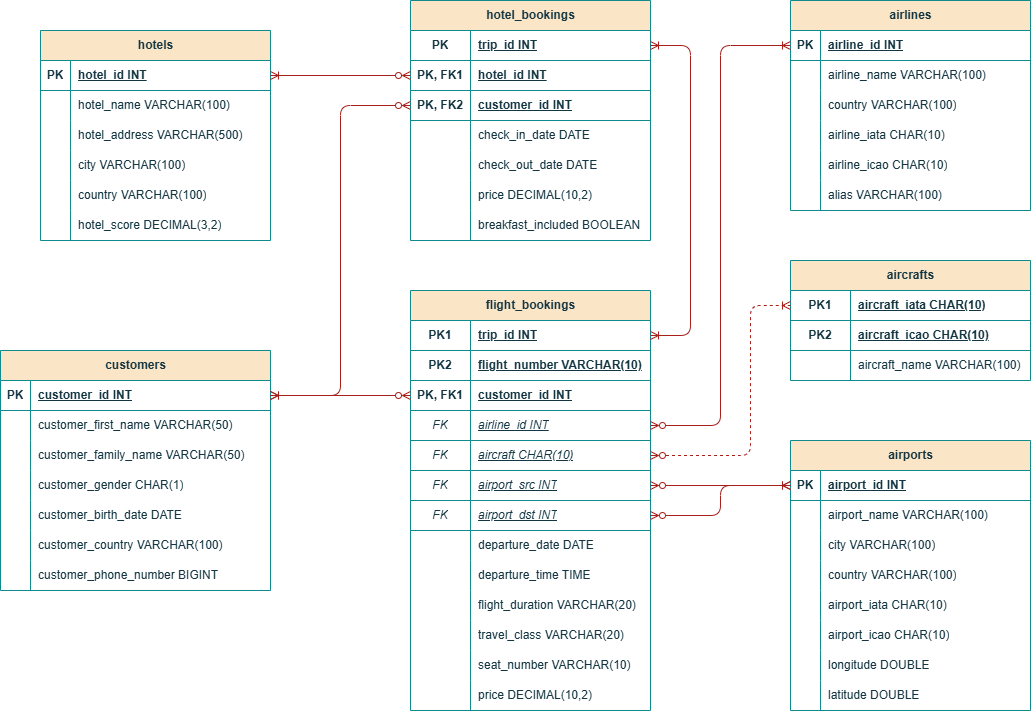 hotels
PK hotel_id INT
hotel_name VARCHAR(100)
hotel_address VARCHAR(500)
city VARCHAR(100)
country VARCHAR(100)
hotel_score DECIMAL(3,2)
customers
PK customer_id INT
customer_first_name VARCHAR(50)
customer_family_name VARCHAR(50)
customer_gender CHAR(1)
customer_birth_date DATE
customer_country VARCHAR(100)
customer_phone_number BIGINT
hotel_bookings
PK trip_id INT
PK, FK1 hotel_id INT
PK, FK2 customer_id INT
check_in_date DATE
check_out_date DATE
price DECIMAL(10,2)
breakfast_included BOOLEAN
flight_bookings
PK1 trip_id INT
PK2 flight_number VARCHAR(10)
PK, FK1 customer_id INT
FK airline_id INT
FK aircraft CHAR(10)
FK airport_src INT
FK airport_dst INT
departure_date DATE
departure_time TIME
flight_duration VARCHAR(20)
travel_class VARCHAR(20)
seat_number VARCHAR(10)
price DECIMAL(10,2)
airlines
PK airline_id INT
airline_name VARCHAR(100)
country VARCHAR(100)
airline_iata CHAR(10)
airline_icao CHAR(10)
alias VARCHAR(100)
aircrafts
PK1 aircraft_iata CHAR(10)
PK2 aircraft_icao CHAR(10)
aircraft_name VARCHAR(100)
airports
PK airport_id INT
airport_name VARCHAR(100)
city VARCHAR(100)
country VARCHAR(100)
airport_iata CHAR(10)
airport_icao CHAR(10)
longitude DOUBLE
latitude DOUBLE